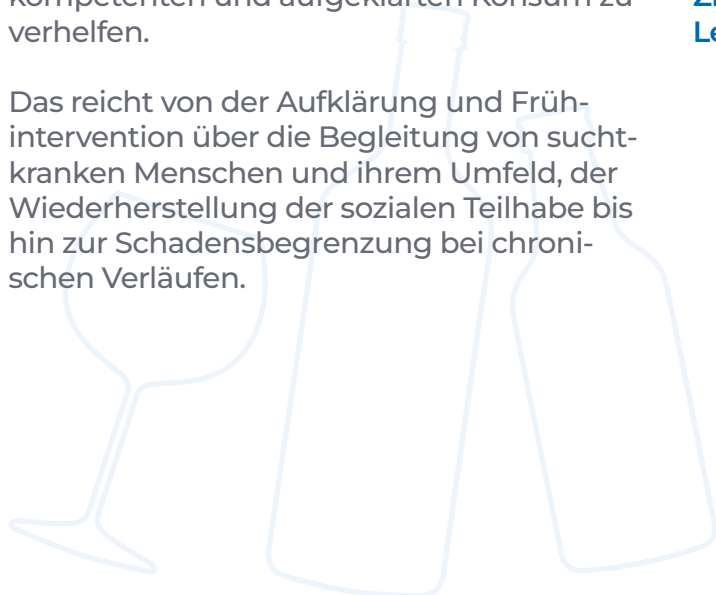 kompetenten und aufgeklärten Konsum zu
verhelfen.
Das reicht von der Aufklärung und Früh-
intervention über die Begleitung von sucht-
kranken Menschen und ihrem Umfeld, der
Wiederherstellung der sozialen Teilhabe bis
hin zur Schadensbegrenzung bei chroni-
schen Verläufen.